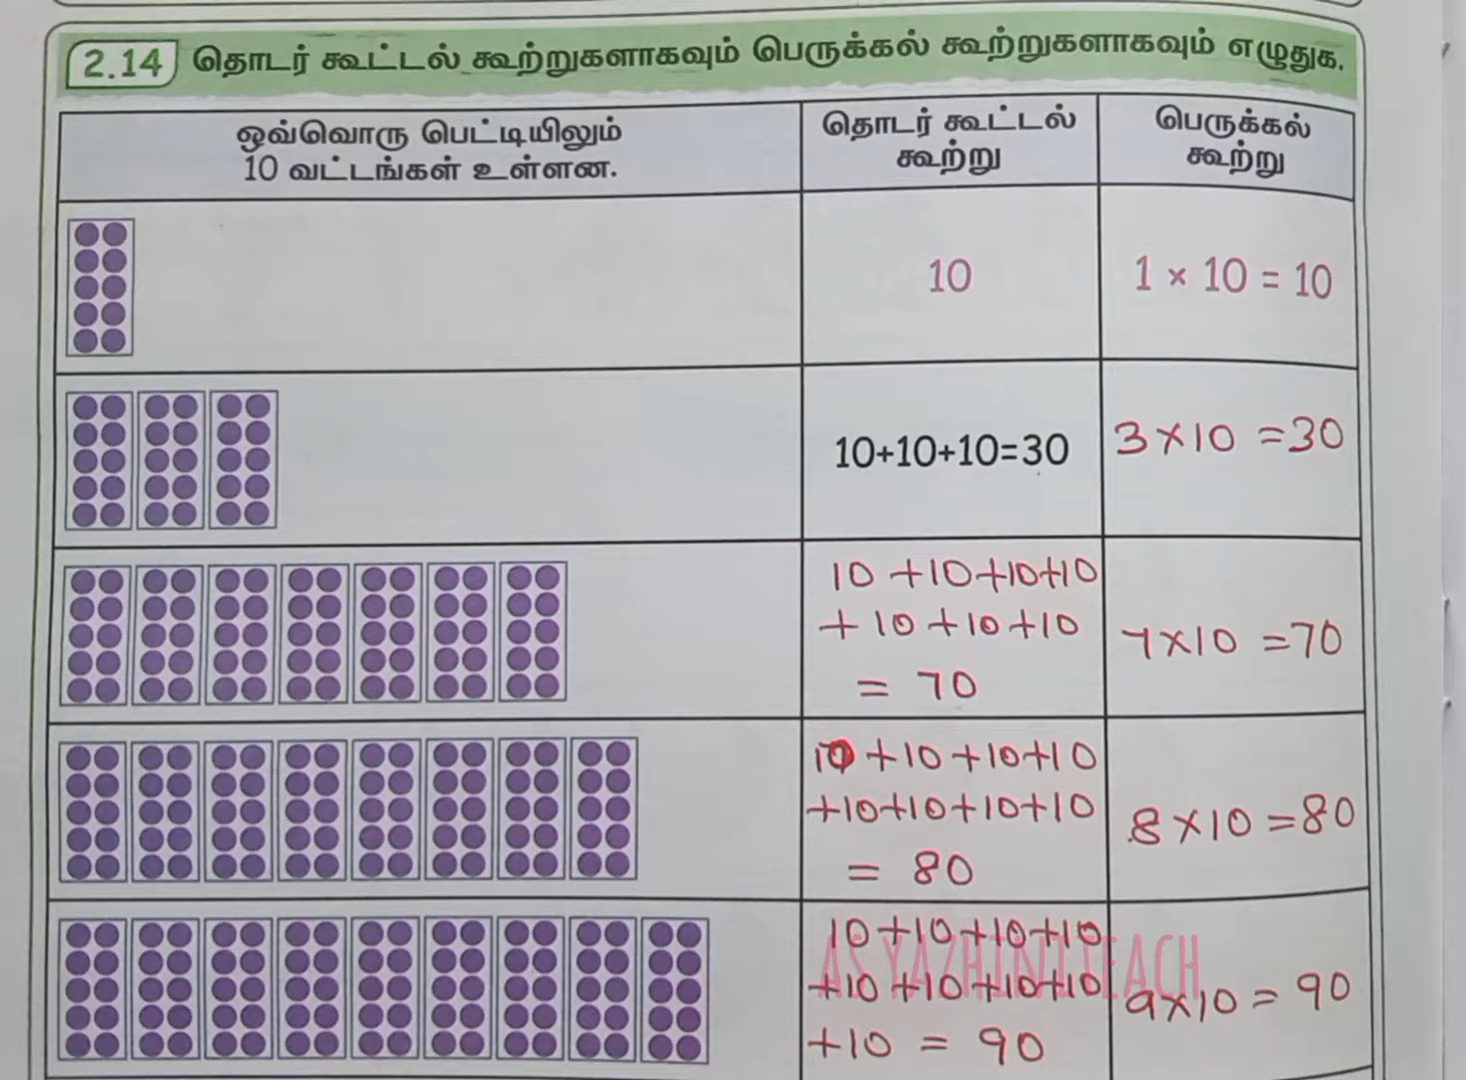 2.14 தொடர் கூட்டல் கூற்றுகளாகவும் பெருக்கல் கூற்றுகளாகவும் எழுதுக.
ஒவ்வொரு பெட்டியிலும்
10 வட்டங்கள் உள்ளன.
தொடர் கூட்டல்
கூற்று
பெருக்கல்
கூற்று
10
1 × 10 = 10
10+10+10=30
3×10 =30
10 +10+10+10
+ 10 +10 +10
= 70
7×10 =70
10 +10 +10+10
+10+10+10+10
= 80
8×10 =80
10+10+10+10
+10 +10 +10+10
+10 = 90
9×10 = 90
AS YAZHINI TEACH